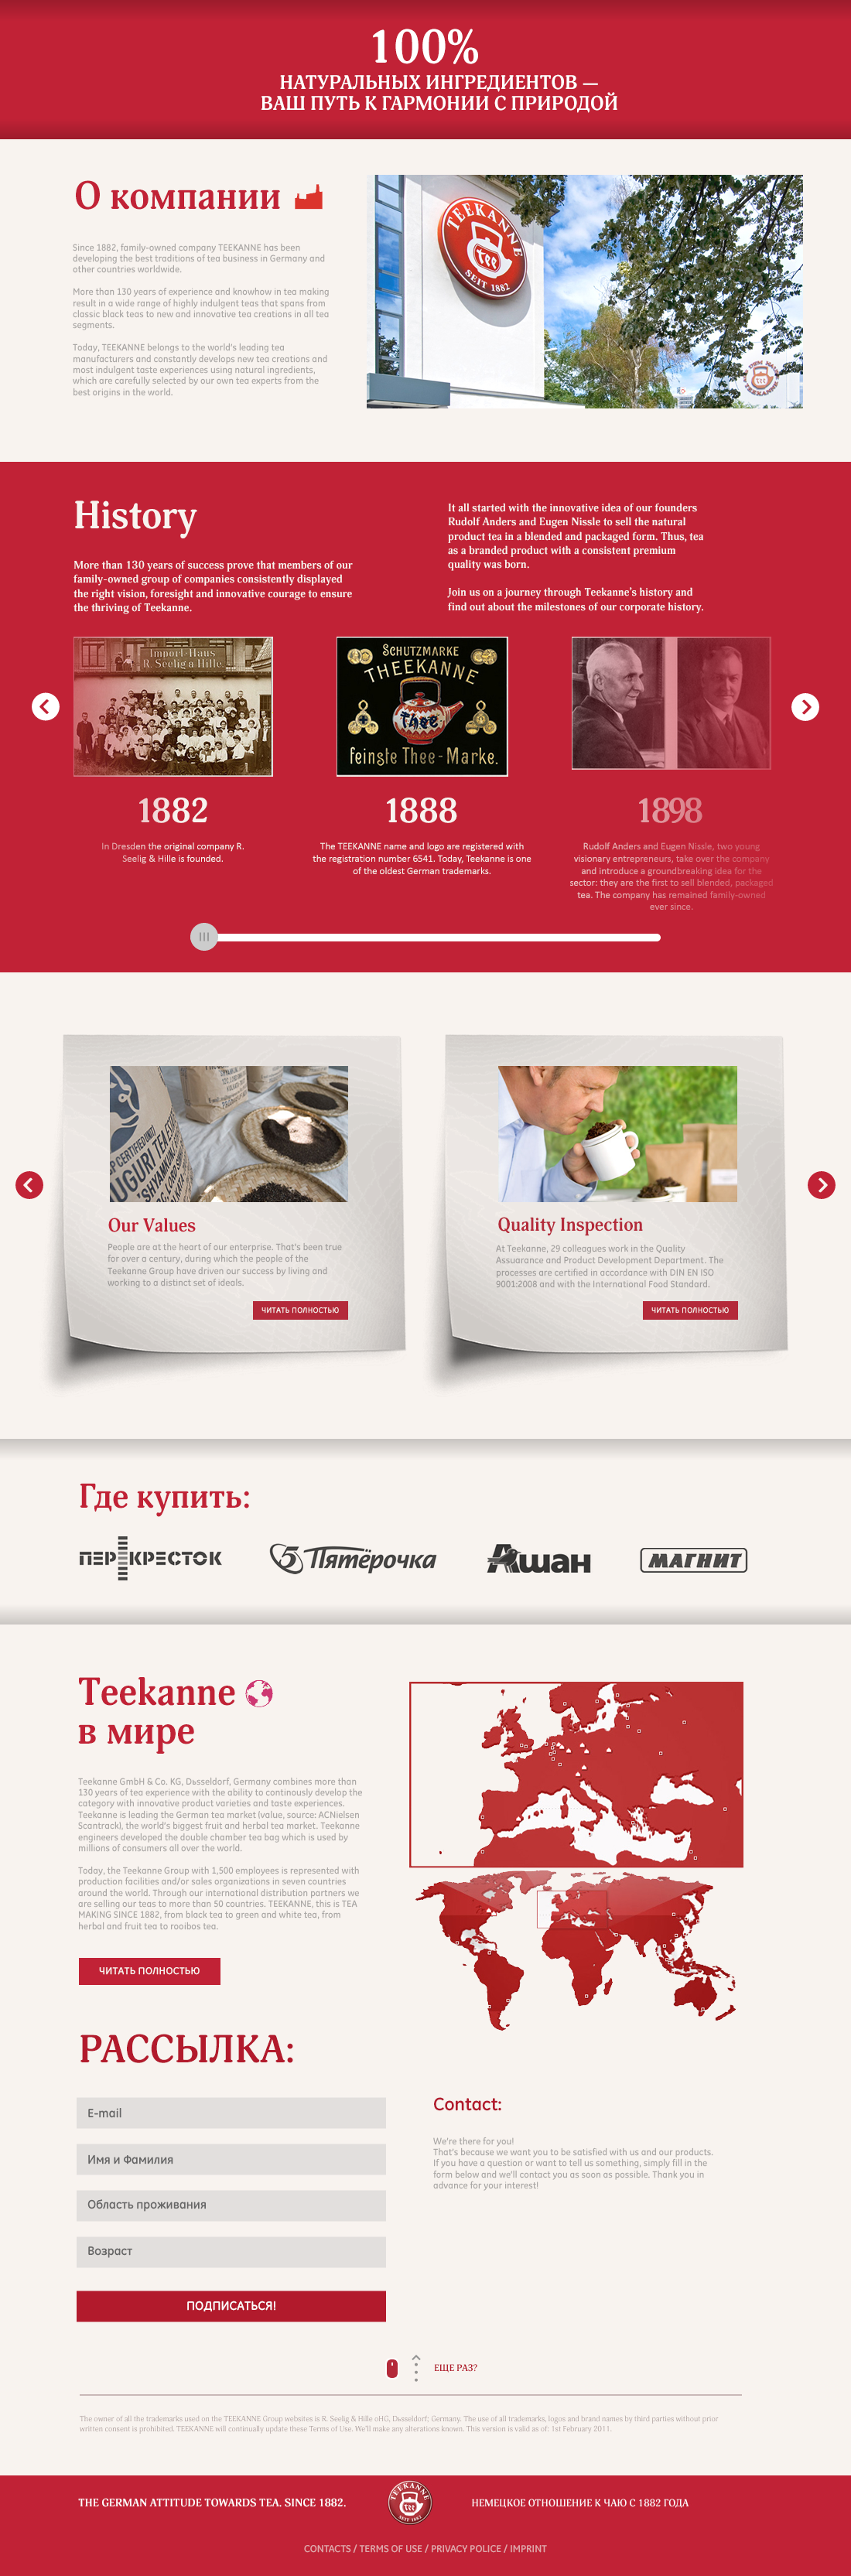 100%
НАТУРАЛЬНЫХ ИНГРЕДИЕНТОВ —
ВАШ ПУТЬ К ГАРМОНИИ С ПРИРОДОЙ
О компании
Since 1882, family-owned company TEEKANNE has been
developing the best traditions of tea business in Germany and
other countries worldwide.
More than 130 years of experience and knowhow in tea making
result in a wide range of highly indulgent teas that spans from
classic black teas to new and innovative tea creations in all tea
segments.
Today, TEEKANNE belongs to the world's leading tea
manufacturers and constantly develops new tea creations and
most indulgent taste experiences using natural ingredients,
which are carefully selected by our own tea experts from the
best origins in the world.
TEEKANNE
tee
SEIT 1882
tee
TEEKANNE
History
More than 130 years of success prove that members of our
family-owned group of companies consistently displayed
the right vision, foresight and innovative courage to ensure
the thriving of Teekanne.
It all started with the innovative idea of our founders
Rudolf Anders and Eugen Nissle to sell the natural
product tea in a blended and packaged form. Thus, tea
as a branded product with a consistent premium
quality was born.
Join us on a journey through Teekanne's history and
find out about the milestones of our corporate history.
Import-Haus
R. Seelig & Hille
SCHUTZMARKE
THEEKANNE
Thee
feinste Thee-Marke.
1882
In Dresden the original company R.
Seelig & Hille is founded.
1888
The TEEKANNE name and logo are registered with
the registration number 6541. Today, Teekanne is one
of the oldest German trademarks.
1898
Rudolf Anders and Eugen Nissle, two young
visionary entrepreneurs, take over the company
and introduce a groundbreaking idea for the
sector: they are the first to sell blended, packaged
tea. The company has remained family-owned
ever since.
Our Values
People are at the heart of our enterprise. That's been true
for over a century, during which the people of the
Teekanne Group have driven our success by living and
working to a distinct set of ideals.
ЧИТАТЬ ПОЛНОСТЬЮ
Quality Inspection
At Teekanne, 29 colleagues work in the Quality
Assuarance and Product Development Department. The
processes are certified in accordance with DIN EN ISO
9001:2008 and with the International Food Standard.
ЧИТАТЬ ПОЛНОСТЬЮ
Где купить:
ПЕРЕКРЕСТОК
5 Пятёрочка
Ашан
МАГНИТ
Teekanne
в мире
Teekanne GmbH & Co. KG, Dьsseldorf, Germany combines more than
130 years of tea experience with the ability to continously develop the
category with innovative product varieties and taste experiences.
Teekanne is leading the German tea market (value, source: ACNielsen
Scantrack), the world's biggest fruit and herbal tea market. Teekanne
engineers developed the double chamber tea bag which is used by
millions of consumers all over the world.
Today, the Teekanne Group with 1,500 employees is represented with
production facilities and/or sales organizations in seven countries
around the world. Through our international distribution partners we
are selling our teas to more than 50 countries. TEEKANNE, this is TEA
MAKING SINCE 1882, from black tea to green and white tea, from
herbal and fruit tea to rooibos tea.
ЧИТАТЬ ПОЛНОСТЬЮ
РАССЫЛКА:
E-mail
Имя и Фамилия
Область проживания
Возраст
ПОДПИСАТЬСЯ!
Contact:
We're there for you!
That's because we want you to be satisfied with us and our products.
If you have a question or want to tell us something, simply fill in the
form below and we'll contact you as soon as possible. Thank you in
advance for your interest!
ЕЩЕ РАЗ?
The owner of all the trademarks used on the TEEKANNE Group websites is R. Seelig & Hille oHG, Dьsseldorf; Germany. The use of all trademarks, logos and brand names by third parties without prior
written consent is prohibited. TEEKANNE will continually update these Terms of Use. We'll make any alterations known. This version is valid as of: 1st February 2011.
THE GERMAN ATTITUDE TOWARDS TEA. SINCE 1882.
TEEKANNE
tee
SEIT 1882
НЕМЕЦКОЕ ОТНОШЕНИЕ К ЧАЮ С 1882 ГОДА
CONTACTS / TERMS OF USE / PRIVACY POLICE / IMPRINT